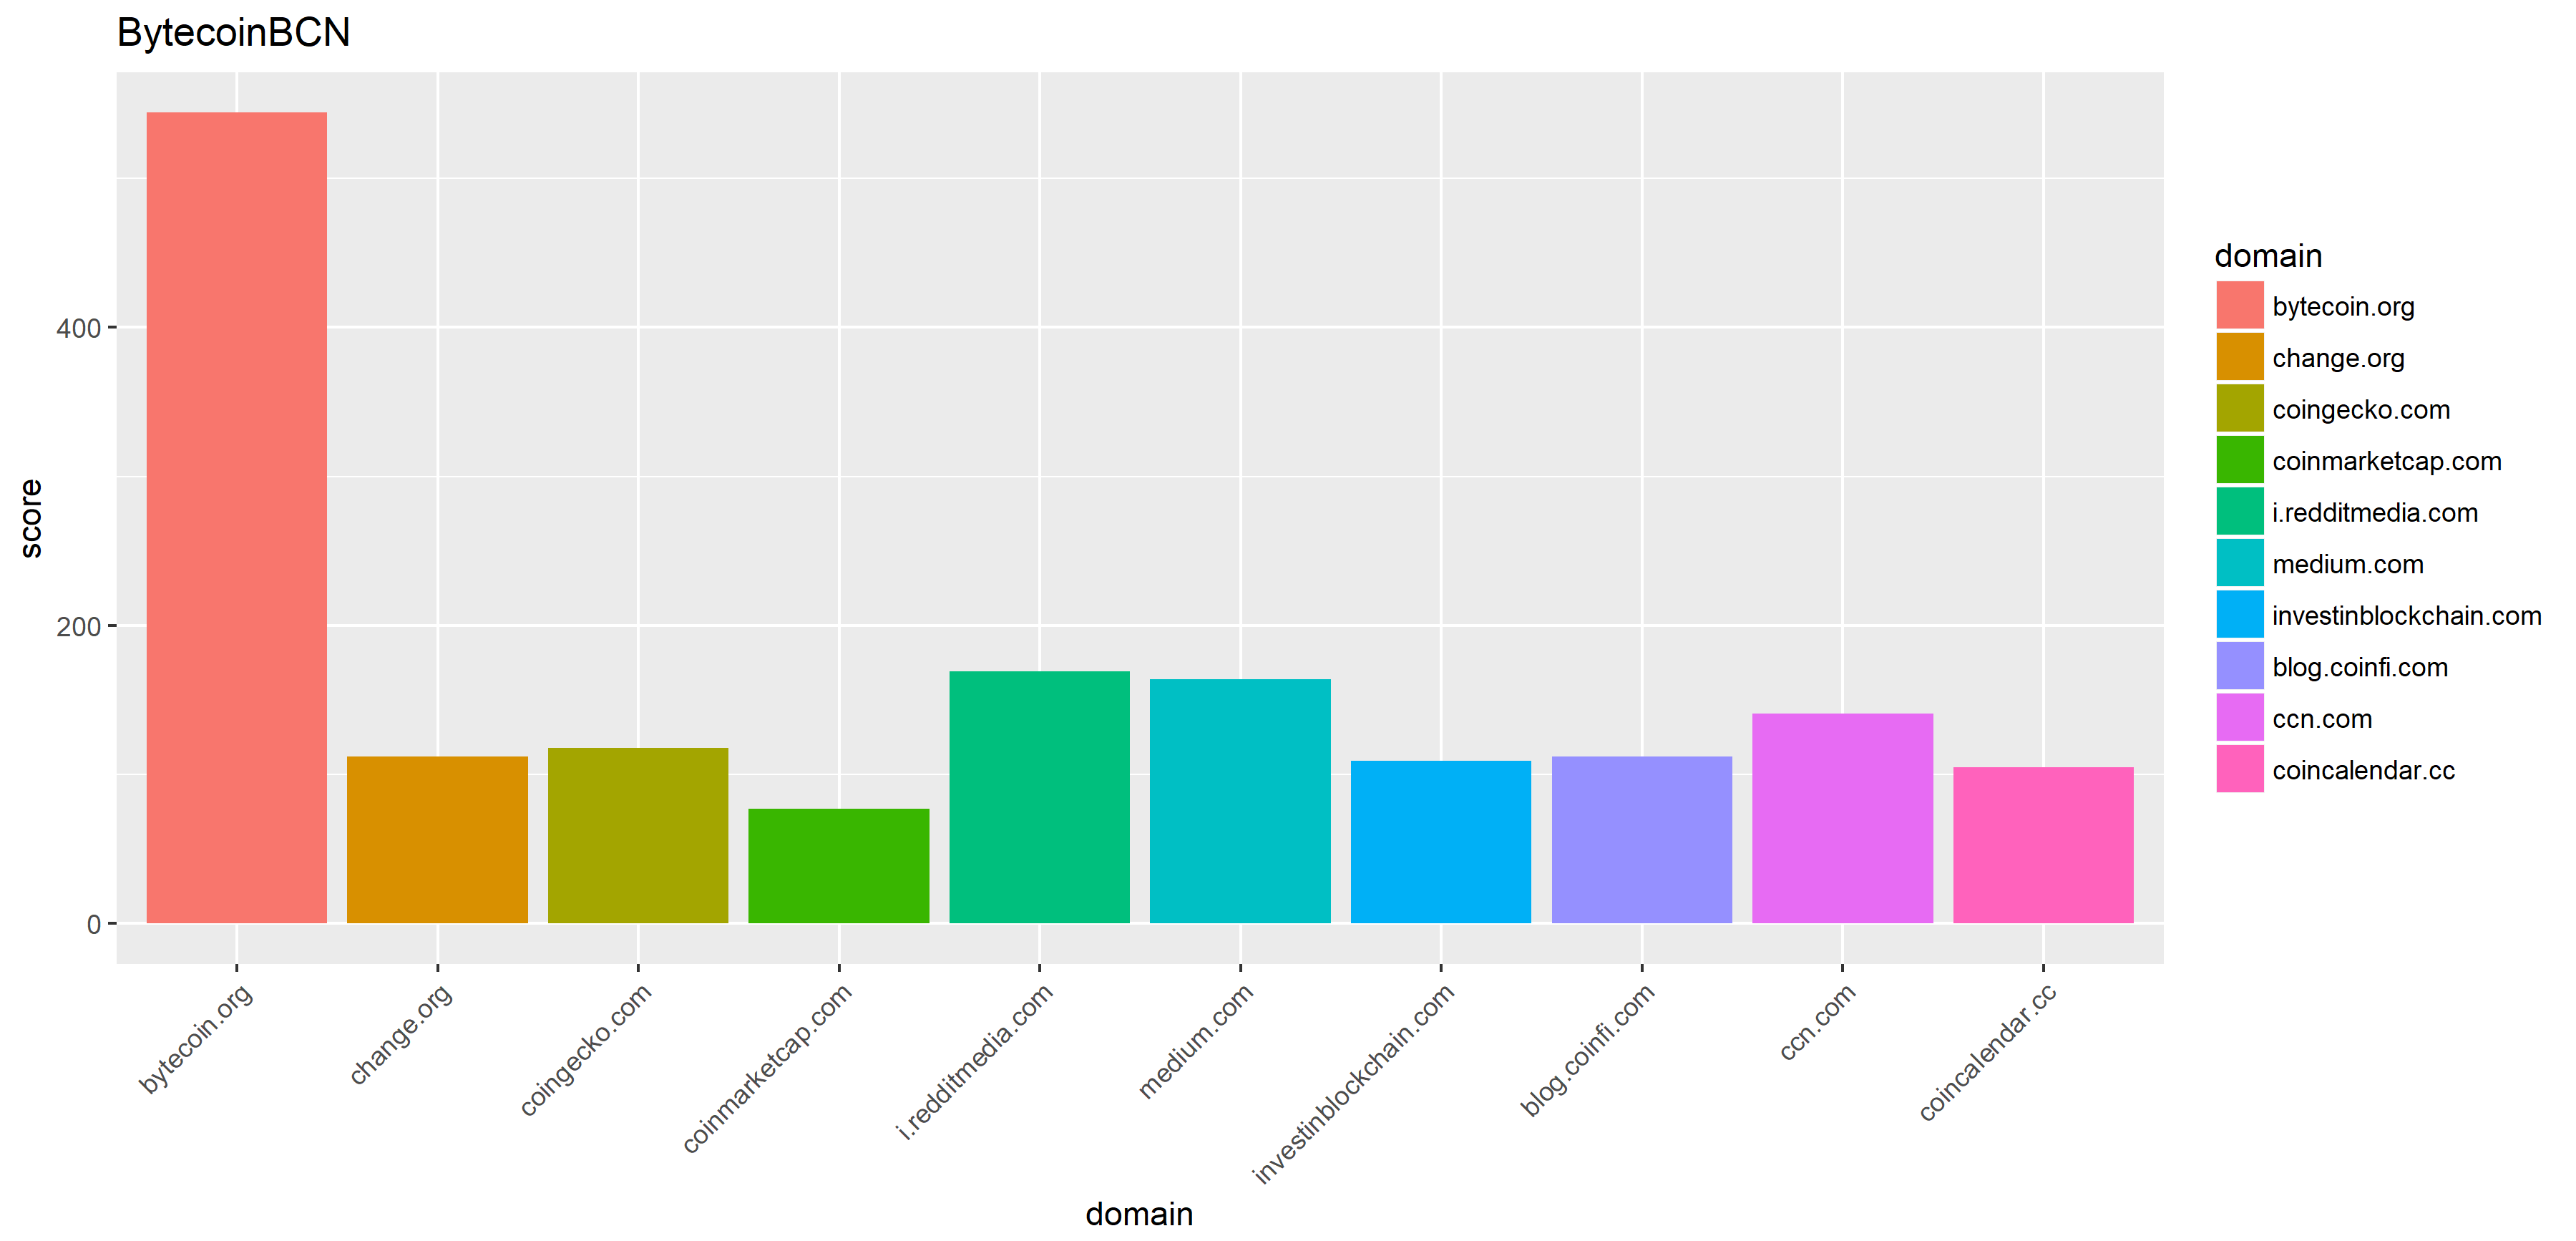 BytecoinBCN
score
400
200
0
bytecoin.org
change.org
coingecko.com
coinmarketcap.com
i.redditmedia.com
medium.com
investinblockchain.com
blog.coinfi.com
ccn.com
coincalendar.cc
domain
domain
bytecoin.org
change.org
coingecko.com
coinmarketcap.com
i.redditmedia.com
medium.com
investinblockchain.com
blog.coinfi.com
ccn.com
coincalendar.cc